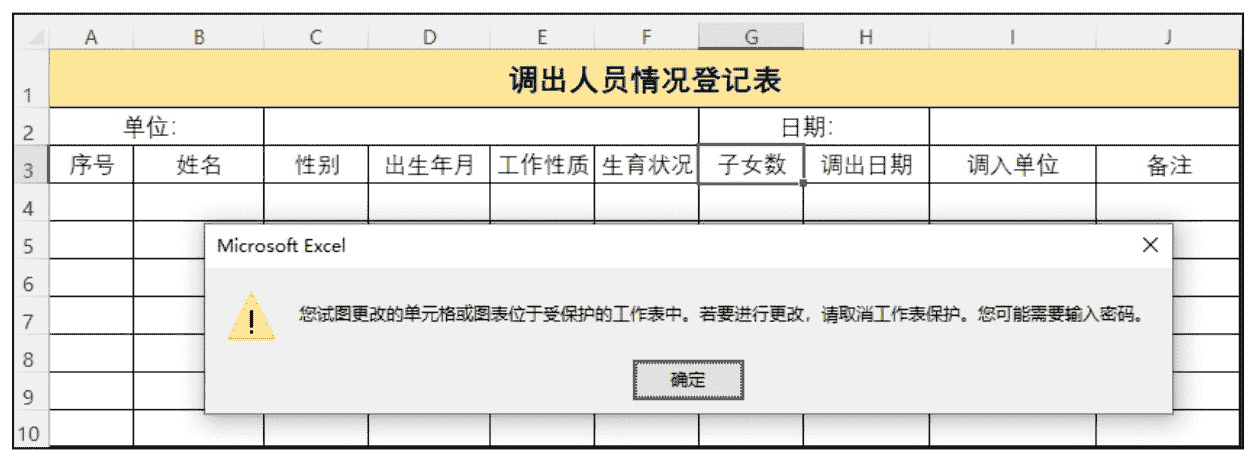 A B C D E F G H I J
1 调出人员情况登记表
2 单位: 日期:
3 序号 姓名 性别 出生年月 工作性质 生育状况 子女数 调出日期 调入单位 备注
4
5
Microsoft Excel
6
7
您试图更改的单元格或图表位于受保护的工作表中。若要进行更改，请取消工作表保护。您可能需要输入密码。
8
确定
9
10